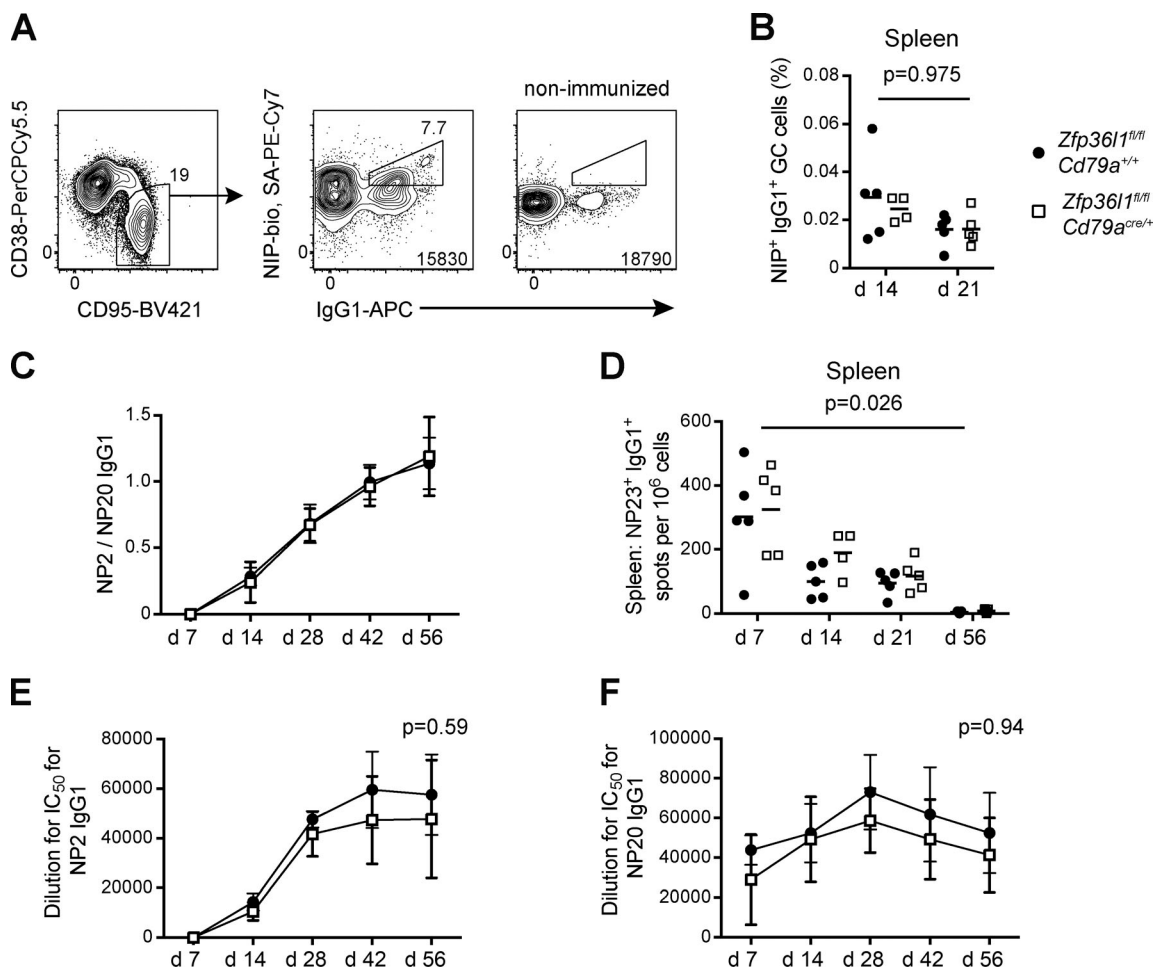 A
CD38-PerCPCy5.5
0
0
CD95-BV421
19
NIP-bio, SA-PE-Cy7
0
0
7.7
15830
IgG1-APC
non-immunized
0
18790
B
Spleen
p=0.975
NIP⁺ IgG1⁺ GC cells (%)
0.08
0.06
0.04
0.02
0
d 14
d 21
Zfp36l1fl/fl
Cd79a+/+
Zfp36l1fl/fl
Cd79acre/+
C
NP2 / NP20 IgG1
1.0
0.5
0
d 7
d 14
d 28
d 42
d 56
D
Spleen
p=0.026
Spleen: NP23⁺ IgG1⁺
spots per 10⁶ cells
600
400
200
0
d 7
d 14
d 21
d 56
E
p=0.59
Dilution for IC₅₀ for
NP2 IgG1
80000
60000
40000
20000
0
d 7
d 14
d 28
d 42
d 56
F
p=0.94
Dilution for IC₅₀ for
NP20 IgG1
100000
80000
60000
40000
20000
0
d 7
d 14
d 28
d 42
d 56